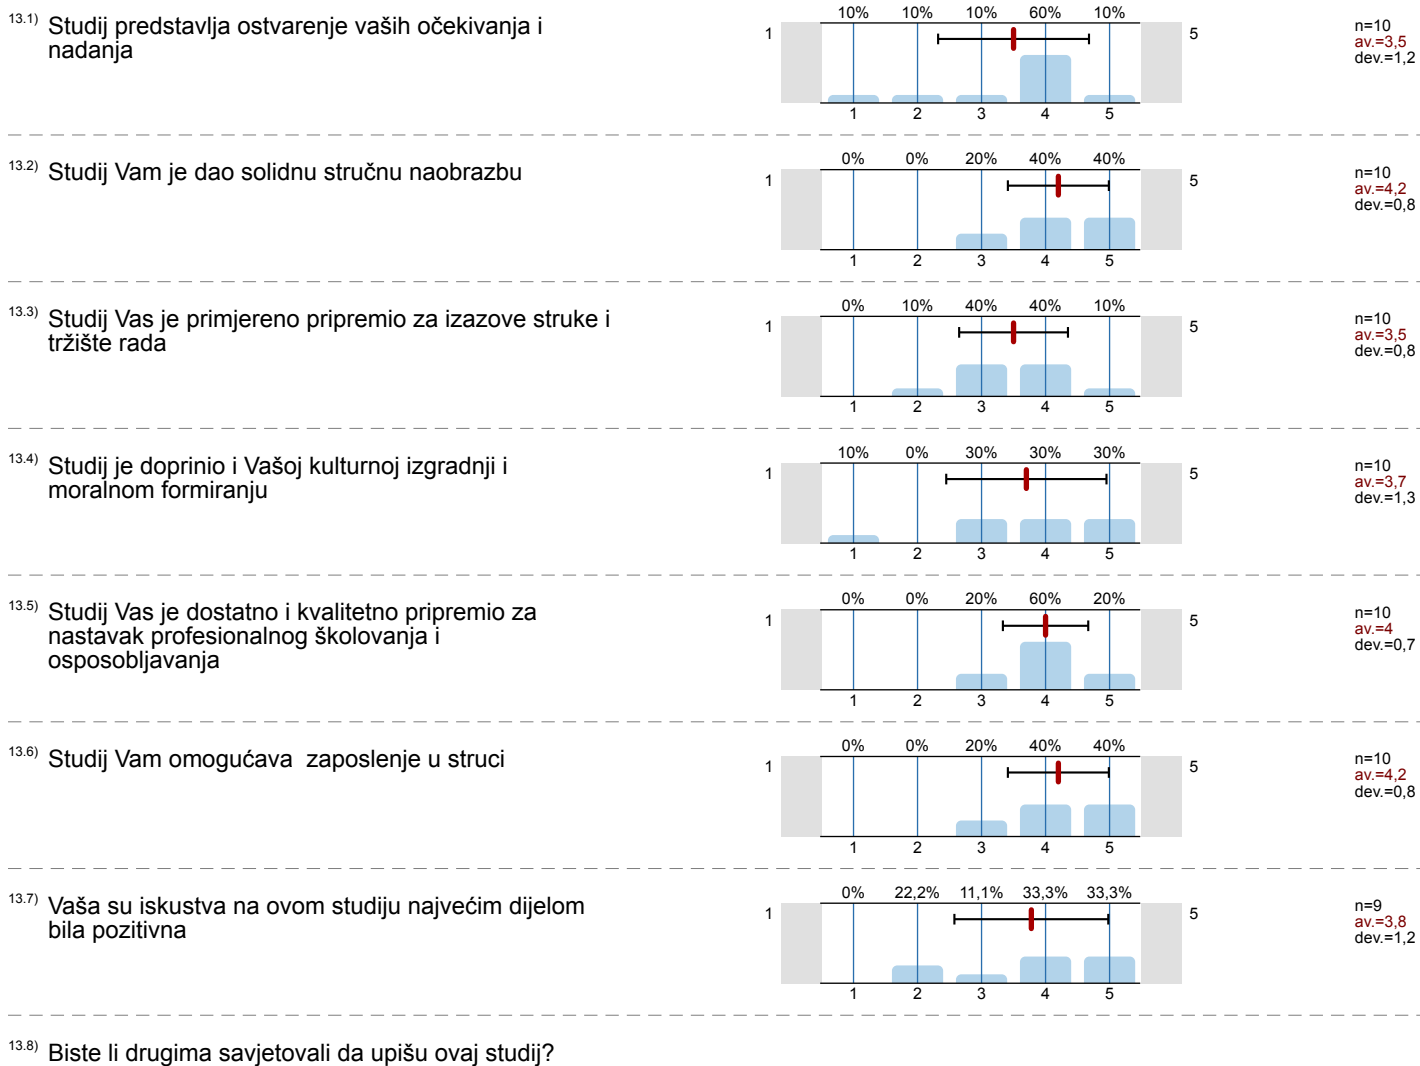 13.1) Studij predstavlja ostvarenje vaših očekivanja i
nadanja
10% 10% 10% 60% 10%
1 5
1 2 3 4 5
n=10
av.=3,5
dev.=1,2
13.2) Studij Vam je dao solidnu stručnu naobrazbu
0% 0% 20% 40% 40%
1 5
1 2 3 4 5
n=10
av.=4,2
dev.=0,8
13.3) Studij Vas je primjereno pripremio za izazove struke i
tržište rada
0% 10% 40% 40% 10%
1 5
1 2 3 4 5
n=10
av.=3,5
dev.=0,8
13.4) Studij je doprinio i Vašoj kulturnoj izgradnji i
moralnom formiranju
10% 0% 30% 30% 30%
1 5
1 2 3 4 5
n=10
av.=3,7
dev.=1,3
13.5) Studij Vas je dostatno i kvalitetno pripremio za
nastavak profesionalnog školovanja i
osposobljavanja
0% 0% 20% 60% 20%
1 5
1 2 3 4 5
n=10
av.=4
dev.=0,7
13.6) Studij Vam omogućava  zaposlenje u struci
0% 0% 20% 40% 40%
1 5
1 2 3 4 5
n=10
av.=4,2
dev.=0,8
13.7) Vaša su iskustva na ovom studiju najvećim dijelom
bila pozitivna
0% 22,2% 11,1% 33,3% 33,3%
1 5
1 2 3 4 5
n=9
av.=3,8
dev.=1,2
13.8) Biste li drugima savjetovali da upišu ovaj studij?